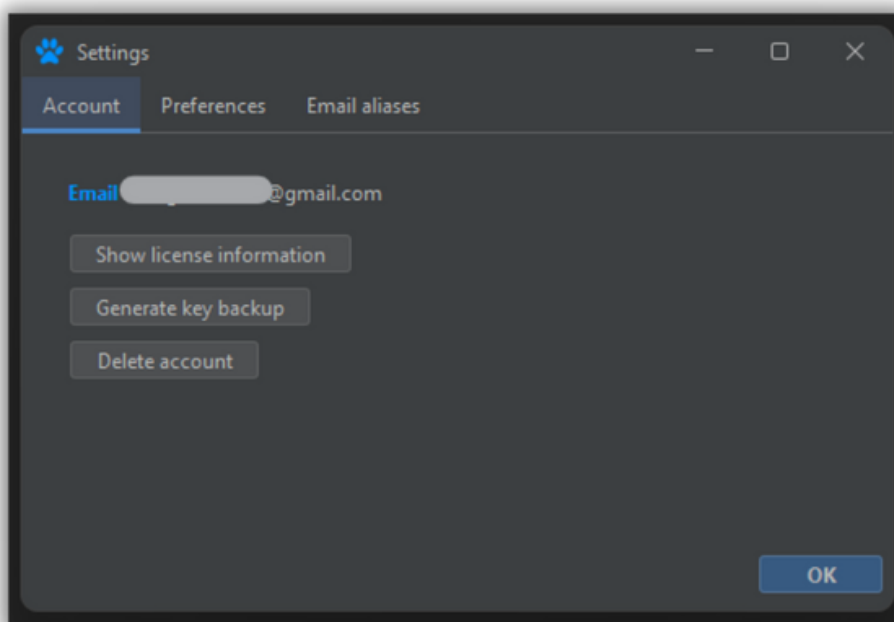 Settings
Account Preferences Email aliases
Email @gmail.com
Show license information
Generate key backup
Delete account
OK